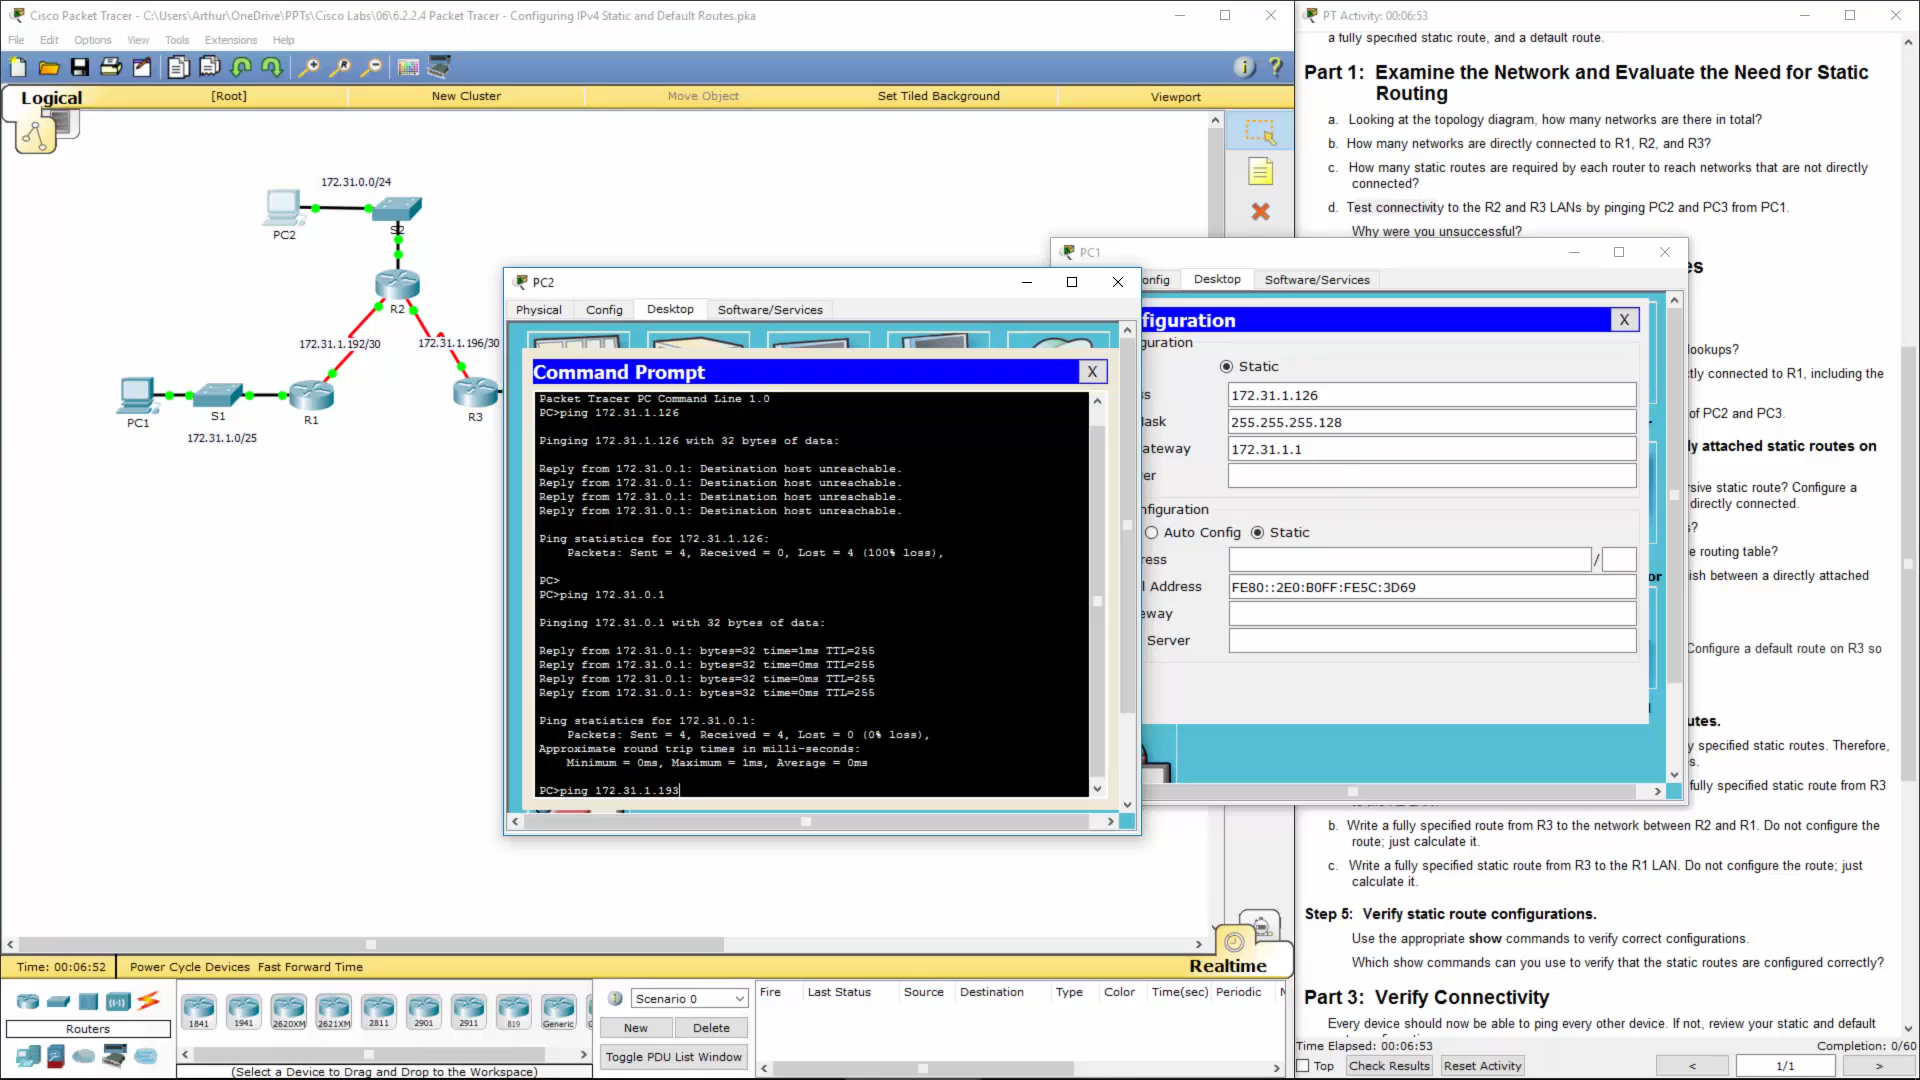 Cisco Packet Tracer - C:\Users\Arthur\OneDrive\PPTs\Cisco Labs\06\6.2.2.4 Packet Tracer - Configuring IPv4 Static and Default Routes.pka
File Edit Options View Tools Extensions Help
Logical
[Root]
New Cluster
Move Object
Set Tiled Background
Viewport
172.31.0.0/24
PC2
S2
R2
172.31.1.192/30
172.31.1.196/30
PC1
S1
R1
R3
172.31.1.0/25
PC2
Physical Config Desktop Software/Services
Command Prompt
X
Packet Tracer PC Command Line 1.0
PC>ping 172.31.1.126
Pinging 172.31.1.126 with 32 bytes of data:
Reply from 172.31.0.1: Destination host unreachable.
Reply from 172.31.0.1: Destination host unreachable.
Reply from 172.31.0.1: Destination host unreachable.
Reply from 172.31.0.1: Destination host unreachable.
Ping statistics for 172.31.1.126:
Packets: Sent = 4, Received = 0, Lost = 4 (100% loss),
PC>
PC>ping 172.31.0.1
Pinging 172.31.0.1 with 32 bytes of data:
Reply from 172.31.0.1: bytes=32 time=1ms TTL=255
Reply from 172.31.0.1: bytes=32 time=0ms TTL=255
Reply from 172.31.0.1: bytes=32 time=0ms TTL=255
Reply from 172.31.0.1: bytes=32 time=0ms TTL=255
Ping statistics for 172.31.0.1:
Packets: Sent = 4, Received = 4, Lost = 0 (0% loss),
Approximate round trip times in milli-seconds:
Minimum = 0ms, Maximum = 1ms, Average = 0ms
PC>ping 172.31.1.193
PC1
onfig Desktop Software/Services
figuration
X
guration
Static
ss 172.31.1.126
Mask 255.255.255.128
ateway 172.31.1.1
er
nfiguration
Auto Config Static
ress /
l Address FE80::2E0:B0FF:FE5C:3D69
eway
Server
PT Activity: 00:06:53
a fully specified static route, and a default route.
Part 1: Examine the Network and Evaluate the Need for Static
Routing
a. Looking at the topology diagram, how many networks are there in total?
b. How many networks are directly connected to R1, R2, and R3?
c. How many static routes are required by each router to reach networks that are not directly
connected?
d. Test connectivity to the R2 and R3 LANs by pinging PC2 and PC3 from PC1.
Why were you unsuccessful?
es
lookups?
tly connected to R1, including the
of PC2 and PC3.
ly attached static routes on
rsive static route? Configure a
directly connected.
s?
e routing table?
ish between a directly attached
or
Configure a default route on R3 so
utes.
y specified static routes. Therefore,
s.
fully specified static route from R3
b. Write a fully specified route from R3 to the network between R2 and R1. Do not configure the
route; just calculate it.
c. Write a fully specified static route from R3 to the R1 LAN. Do not configure the route; just
calculate it.
Step 5: Verify static route configurations.
Use the appropriate show commands to verify correct configurations.
Which show commands can you use to verify that the static routes are configured correctly?
Part 3: Verify Connectivity
Every device should now be able to ping every other device. If not, review your static and default
Time Elapsed: 00:06:53
Completion: 0/60
Top Check Results Reset Activity < 1/1 >
Time: 00:06:52 Power Cycle Devices Fast Forward Time
Realtime
Routers
1841 1941 2620XM 2621XM 2811 2901 2911 819 Generic
(Select a Device to Drag and Drop to the Workspace)
Scenario 0
New Delete
Toggle PDU List Window
Fire Last Status Source Destination Type Color Time(sec) Periodic